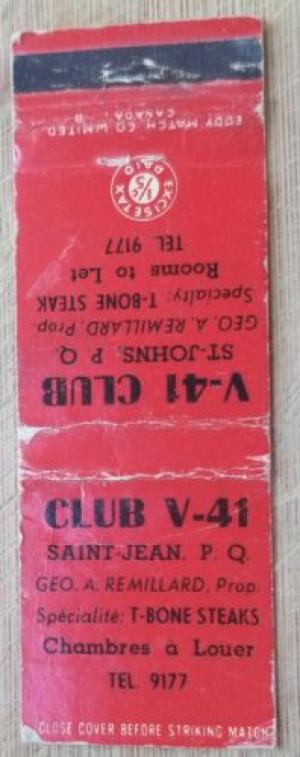 EDDY MATCH CO. LIMITED
CANADA
EXCISE TAX PAID
V-41 CLUB
ST-JOHNS, P. Q.
GEO. A. REMILLARD, Prop.
Specialty: T-BONE STEAK
Rooms to Let
TEL 9177
CLUB V-41
SAINT-JEAN, P. Q.
GEO. A. REMILLARD, Prop.
Spécialité: T-BONE STEAKS
Chambres à Louer
TEL. 9177
CLOSE COVER BEFORE STRIKING MATCH